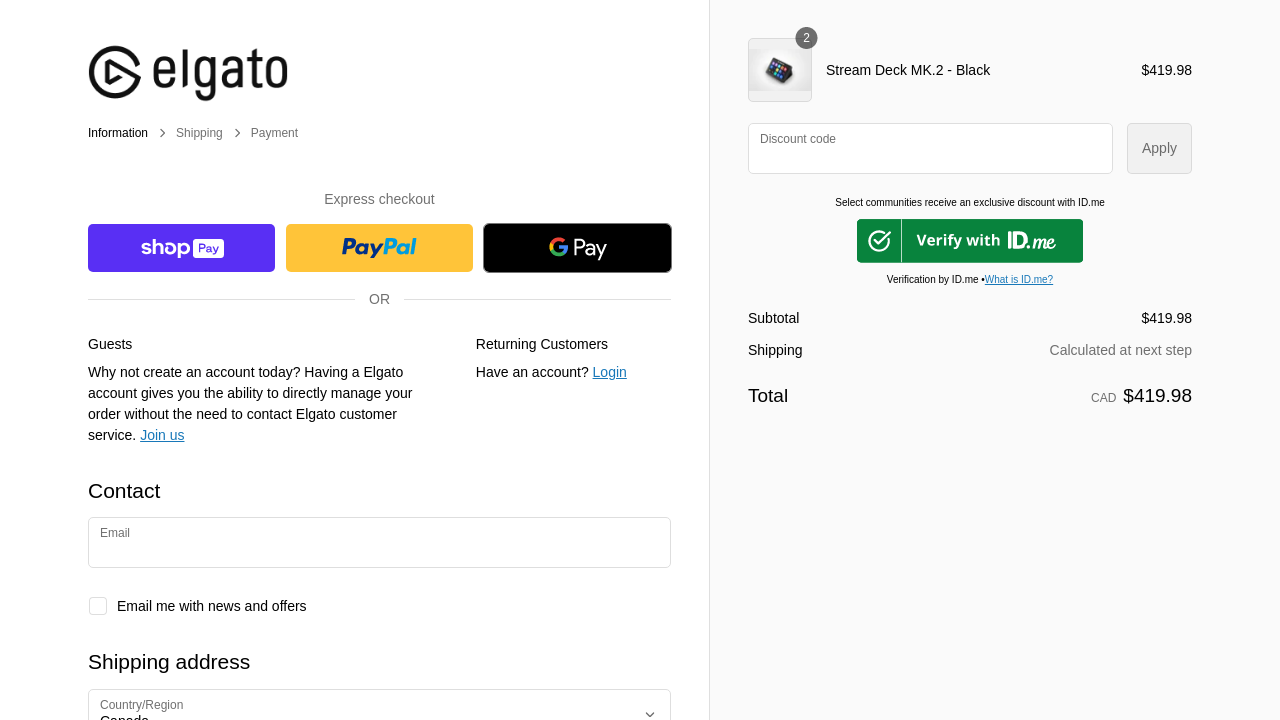 elgato
Information
Shipping
Payment
Express checkout
shop Pay
PayPal
G Pay
OR
Guests
Why not create an account today? Having a Elgato
account gives you the ability to directly manage your
order without the need to contact Elgato customer
service. Join us
Returning Customers
Have an account? Login
Contact
Email
Email me with news and offers
Shipping address
Country/Region
Canada
2
Stream Deck MK.2 - Black
$419.98
Discount code
Apply
Select communities receive an exclusive discount with ID.me
Verify with ID.me
Verification by ID.me •What is ID.me?
Subtotal
$419.98
Shipping
Calculated at next step
Total
CAD $419.98